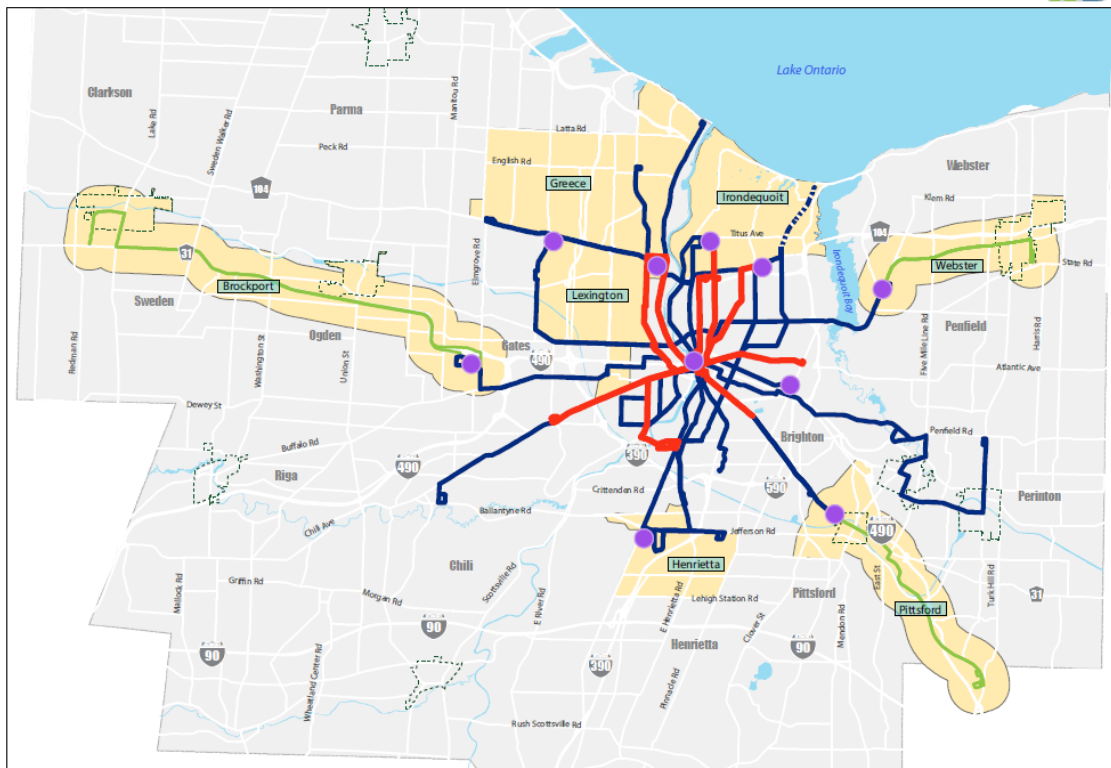 Lake Ontario
Clarkson
Lake Rd
Sweden Walker Rd
Parma
Manitou Rd
Latta Rd
Peck Rd
English Rd
Webster
104
Greece
Irondequoit
Klem Rd
Titus Ave
104
31
Elmgrove Rd
Irondequoit Bay
Webster
State Rd
Brockport
Lexington
Sweden
Ogden
Gates
490
Penfield
Redman Rd
Washington St
Union St
Five Mile Line Rd
Harris Rd
Atlantic Ave
Dewey St
Buffalo Rd
Brighton
Penfield Rd
390
490
Riga
590
Crittenden Rd
Perinton
Ballantyne Rd
Chili Ave
Jefferson Rd
490
Chili
Henrietta
East St
Turk Hill Rd
Griffin Rd
Scottsville Rd
Lehigh Station Rd
Pittsford
31
Morgan Rd
E River Rd
E Henrietta Rd
Clover St
Mendon Rd
Pittsford
90
90
Henrietta
90
390
Wheatland Center Rd
Pinnacle Rd
Rush Scottsville Rd